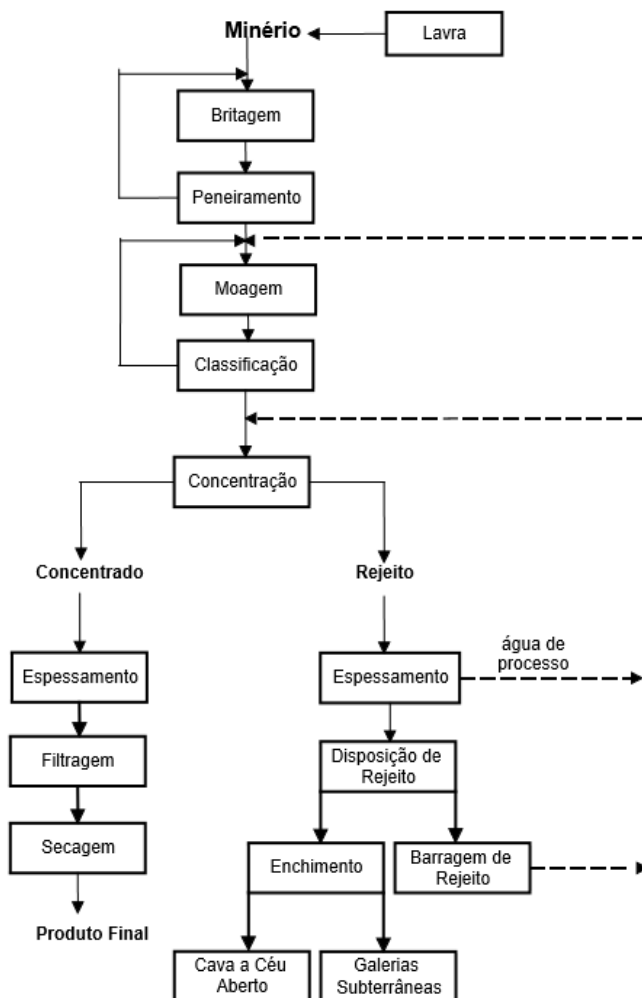 Minério
Lavra
Britagem
Peneiramento
Moagem
Classificação
Concentração
Concentrado
Rejeito
Espessamento
Espessamento
água de
processo
Filtragem
Disposição de
Rejeito
Secagem
Enchimento
Barragem de
Rejeito
Produto Final
Cava a Céu
Aberto
Galerias
Subterrâneas